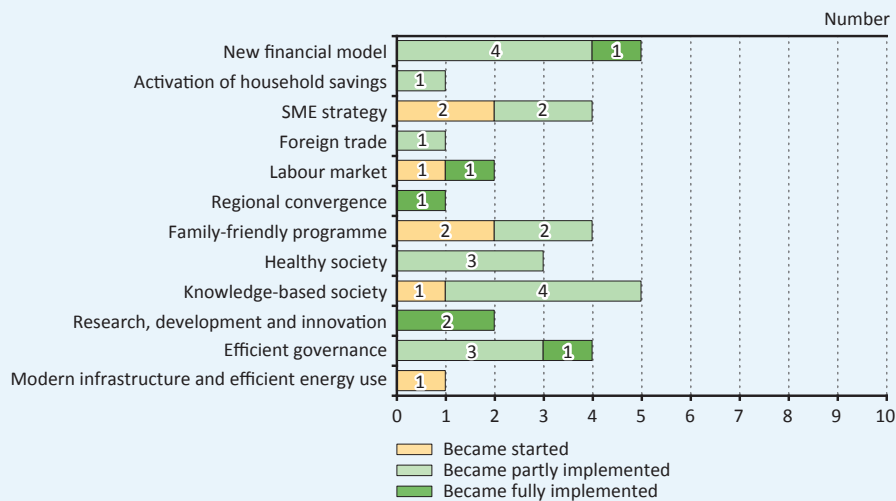 Number
New financial model 4 1
Activation of household savings 1
SME strategy 2 2
Foreign trade 1
Labour market 1 1
Regional convergence 1
Family-friendly programme 2 2
Healthy society 3
Knowledge-based society 1 4
Research, development and innovation 2
Efficient governance 3 1
Modern infrastructure and efficient energy use 1
0 1 2 3 4 5 6 7 8 9 10
Became started
Became partly implemented
Became fully implemented